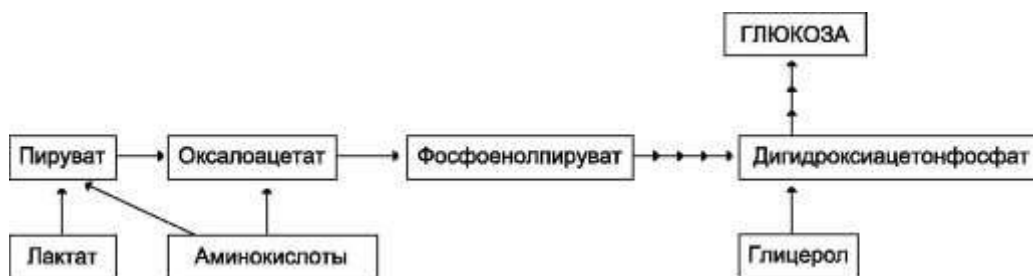 ГЛЮКОЗА
Пируват
Оксалоацетат
Фосфоенолпируват
Дигидроксиацетонфосфат
Лактат
Аминокислоты
Глицерол